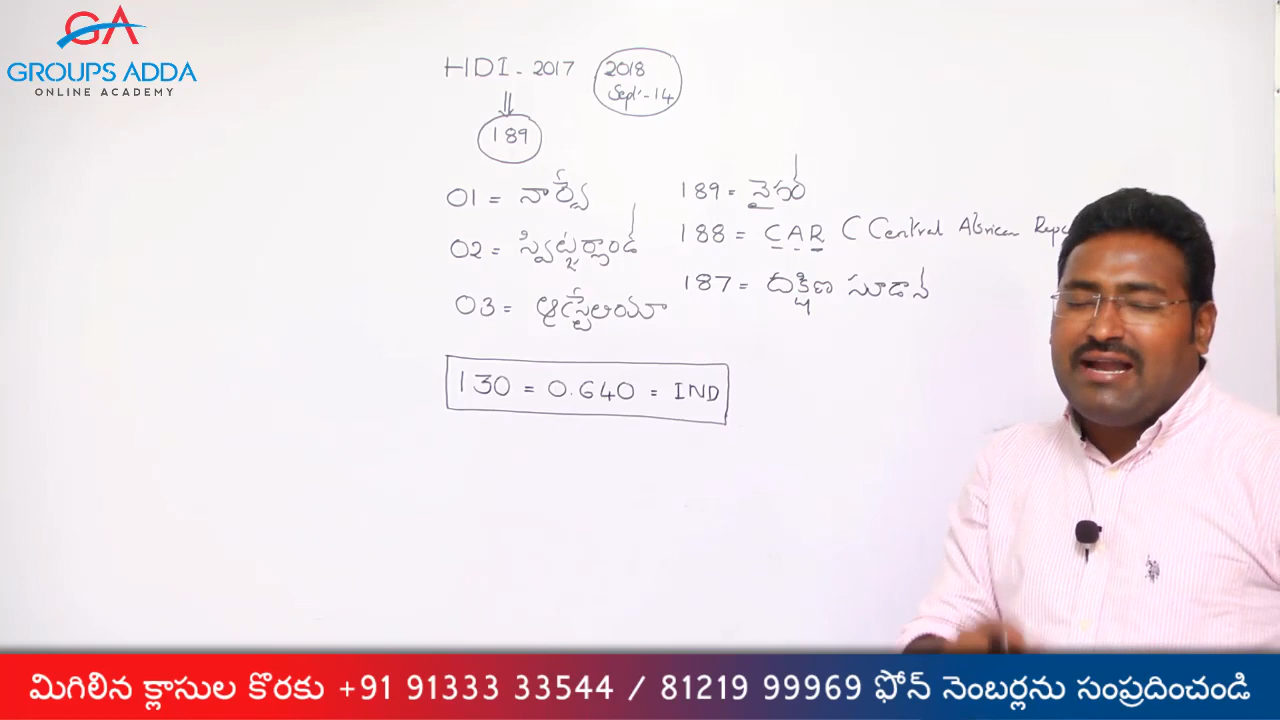 GA
GROUPS ADDA
ONLINE ACADEMY
HDI - 2017
2018
Sept - 14
189
01 = నార్వే
02 = స్విట్జర్లాండ్
03 = ఆస్ట్రేలియా
189 = నైగర్
188 = CAR ( Central African
187 = దక్షిణ సూడాన్
130 = 0.640 = IND
మిగిలిన క్లాసుల కొరకు +91 91333 33544 / 81219 99969 ఫోన్ నెంబర్లను సంప్రదించండి